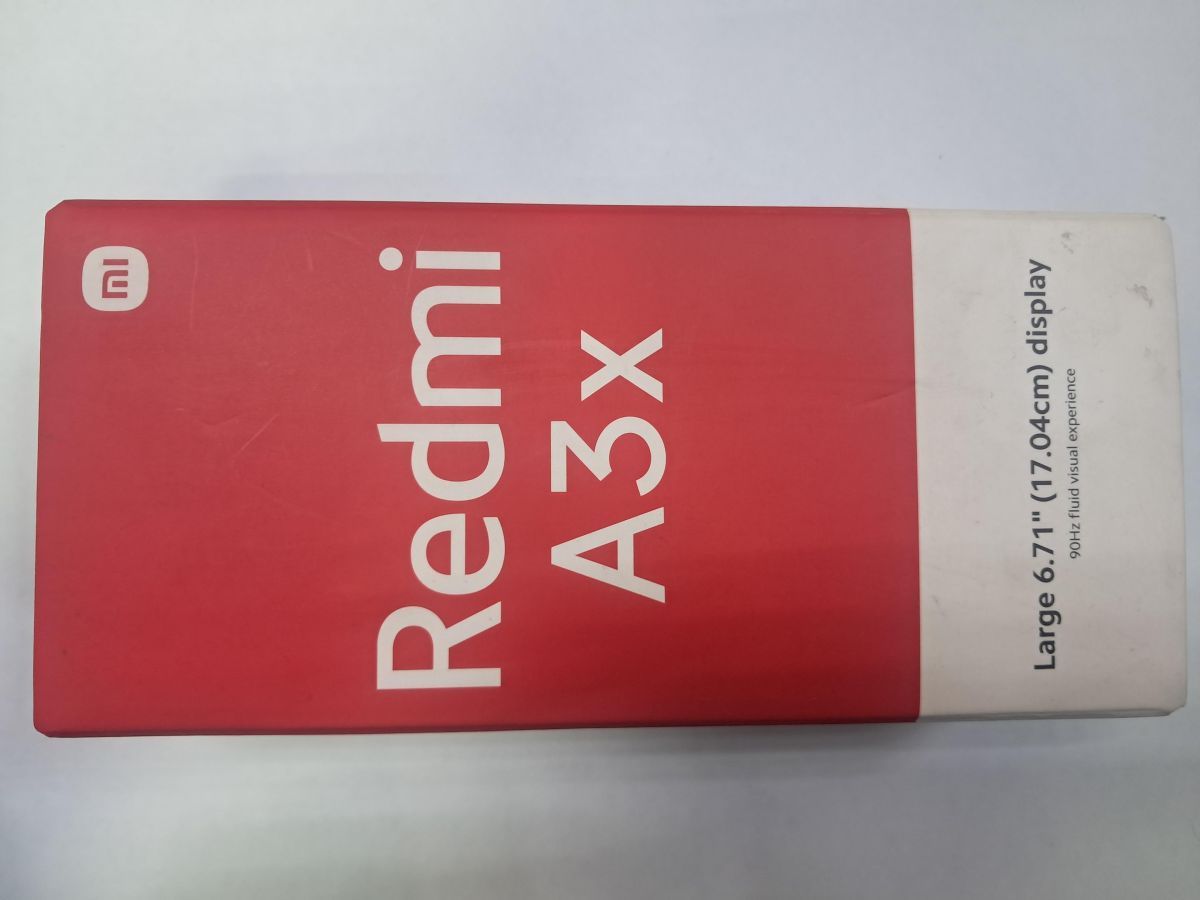 mi
Redmi
A3x
Large 6.71" (17.04cm) display
90Hz fluid visual experience